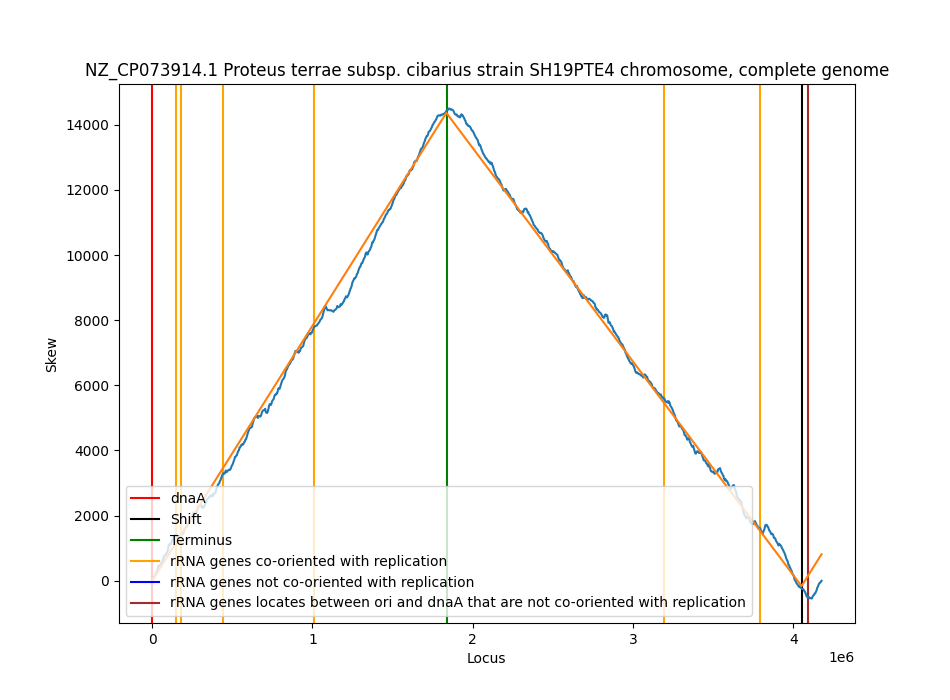 NZ_CP073914.1 Proteus terrae subsp. cibarius strain SH19PTE4 chromosome, complete genome
14000
12000
10000
8000
6000
4000
2000
0
Skew
dnaA
Shift
Terminus
rRNA genes co-oriented with replication
rRNA genes not co-oriented with replication
rRNA genes locates between ori and dnaA that are not co-oriented with replication
0 1 2 3 4
1e6
Locus